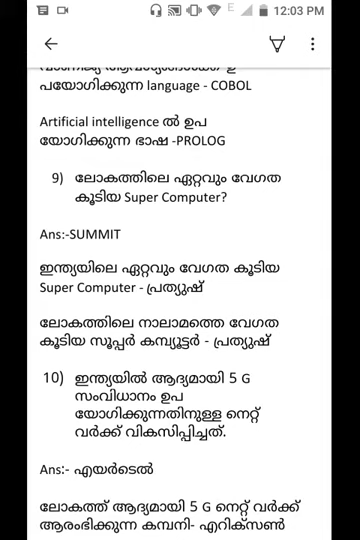 12:03 PM
പയോഗിക്കുന്ന language - COBOL
Artificial intelligence ൽ ഉപ
യോഗിക്കുന്ന ഭാഷ -PROLOG
9) ലോകത്തിലെ ഏറ്റവും വേഗത
കൂടിയ Super Computer?
Ans:-SUMMIT
ഇന്ത്യയിലെ ഏറ്റവും വേഗത കൂടിയ
Super Computer - പ്രത്യുഷ്
ലോകത്തിലെ നാലാമത്തെ വേഗത
കൂടിയ സൂപ്പർ കമ്പ്യൂട്ടർ - പ്രത്യുഷ്
10) ഇന്ത്യയിൽ ആദ്യമായി 5 G
സംവിധാനം ഉപ
യോഗിക്കുന്നതിനുള്ള നെറ്റ്
വർക്ക് വികസിപ്പിച്ചത്.
Ans:- എയർടെൽ
ലോകത്ത് ആദ്യമായി 5 G നെറ്റ് വർക്ക്
ആരംഭിക്കുന്ന കമ്പനി- എറിക്സൺ